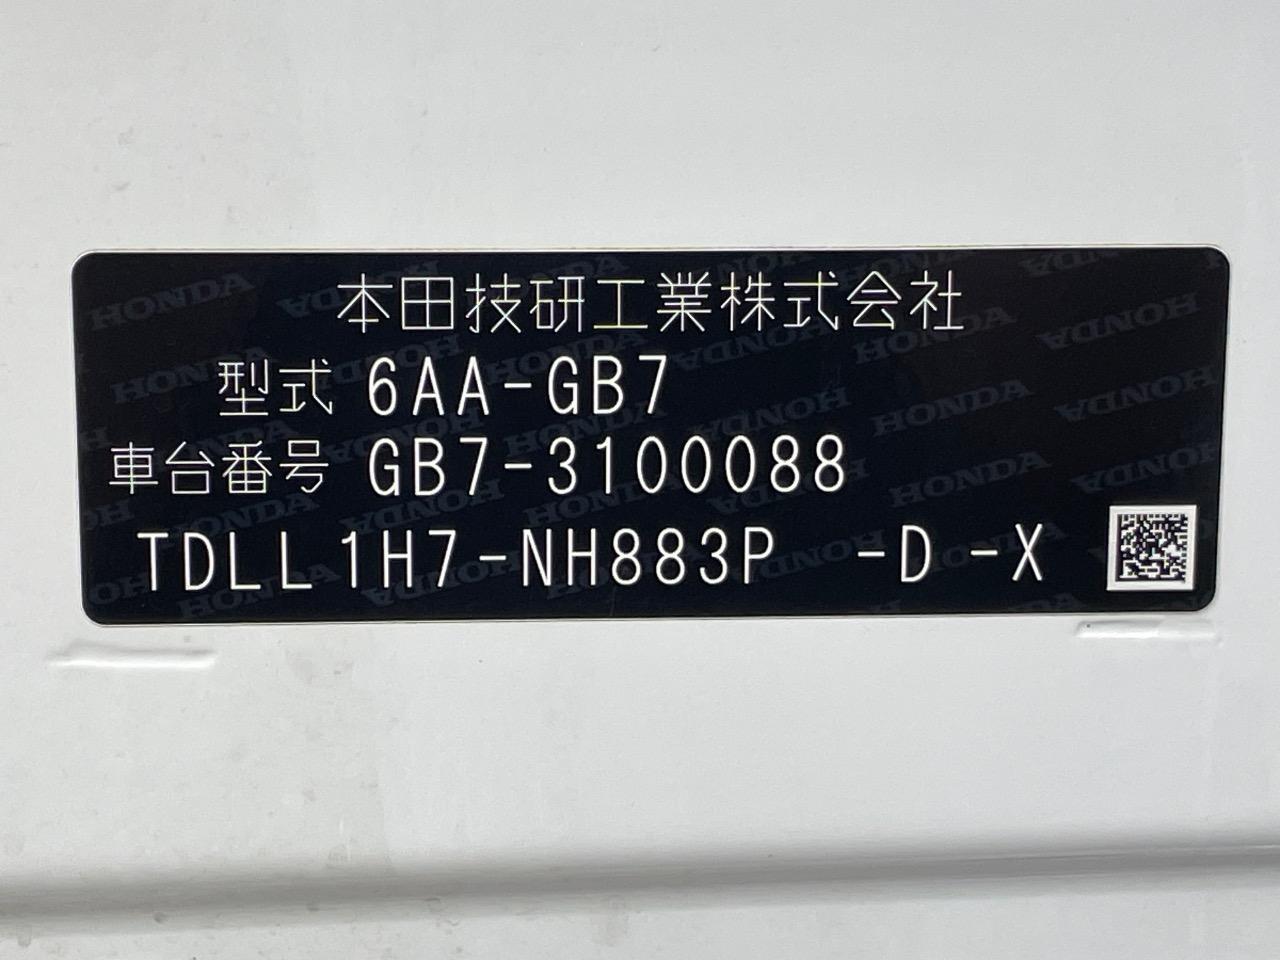 本田技研工業株式会社
型式 6AA-GB7
車台番号 GB7-3100088
TDLL1H7-NH883P -D-X